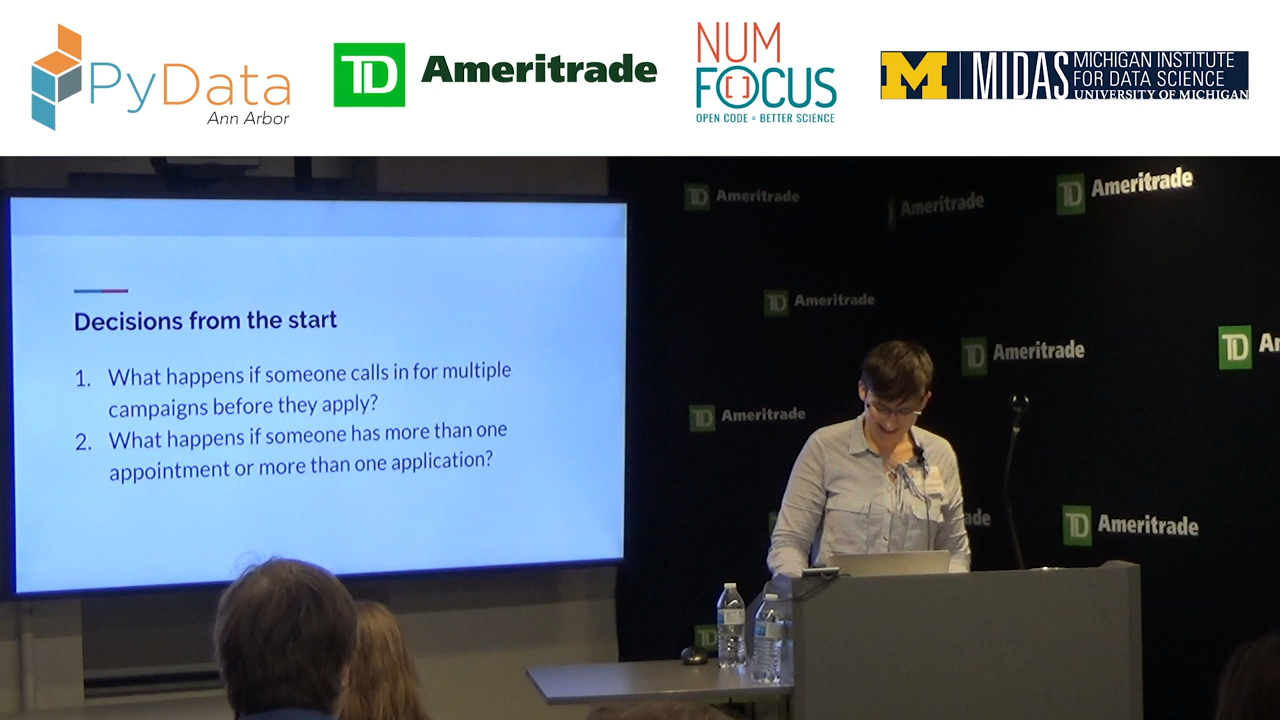 PyData
Ann Arbor
TD Ameritrade
NUM
FOCUS
OPEN CODE = BETTER SCIENCE
M MIDAS
MICHIGAN INSTITUTE
FOR DATA SCIENCE
UNIVERSITY OF MICHIGAN
Decisions from the start
1. What happens if someone calls in for multiple
campaigns before they apply?
2. What happens if someone has more than one
appointment or more than one application?
TD Ameritrade
Ameritrade
TD Ameritrade
TD Ameritrade
TD Ameritrade
TD
TD Ameritrade
TD Ameritrade
TD